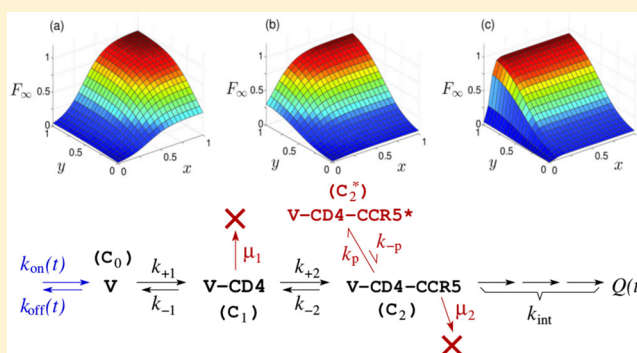 (a) (b) (c)
1 1 1
F∞ 0.5 F∞ 0.5 F∞ 0.5
0 0 0
1 1 1 1 1 1
y 0.5 0.5 x y 0.5 0.5 x y 0.5 0.5 x
0 0 0 0 0 0
(C₂*)
V-CD4-CCR5*
kₚ k₋ₚ
μ₁
kon(t) (C₀) k+1 k+2
V V-CD4 V-CD4-CCR5 Q(t
koff(t) k-1 (C₁) k-2 (C₂) μ₂ kint